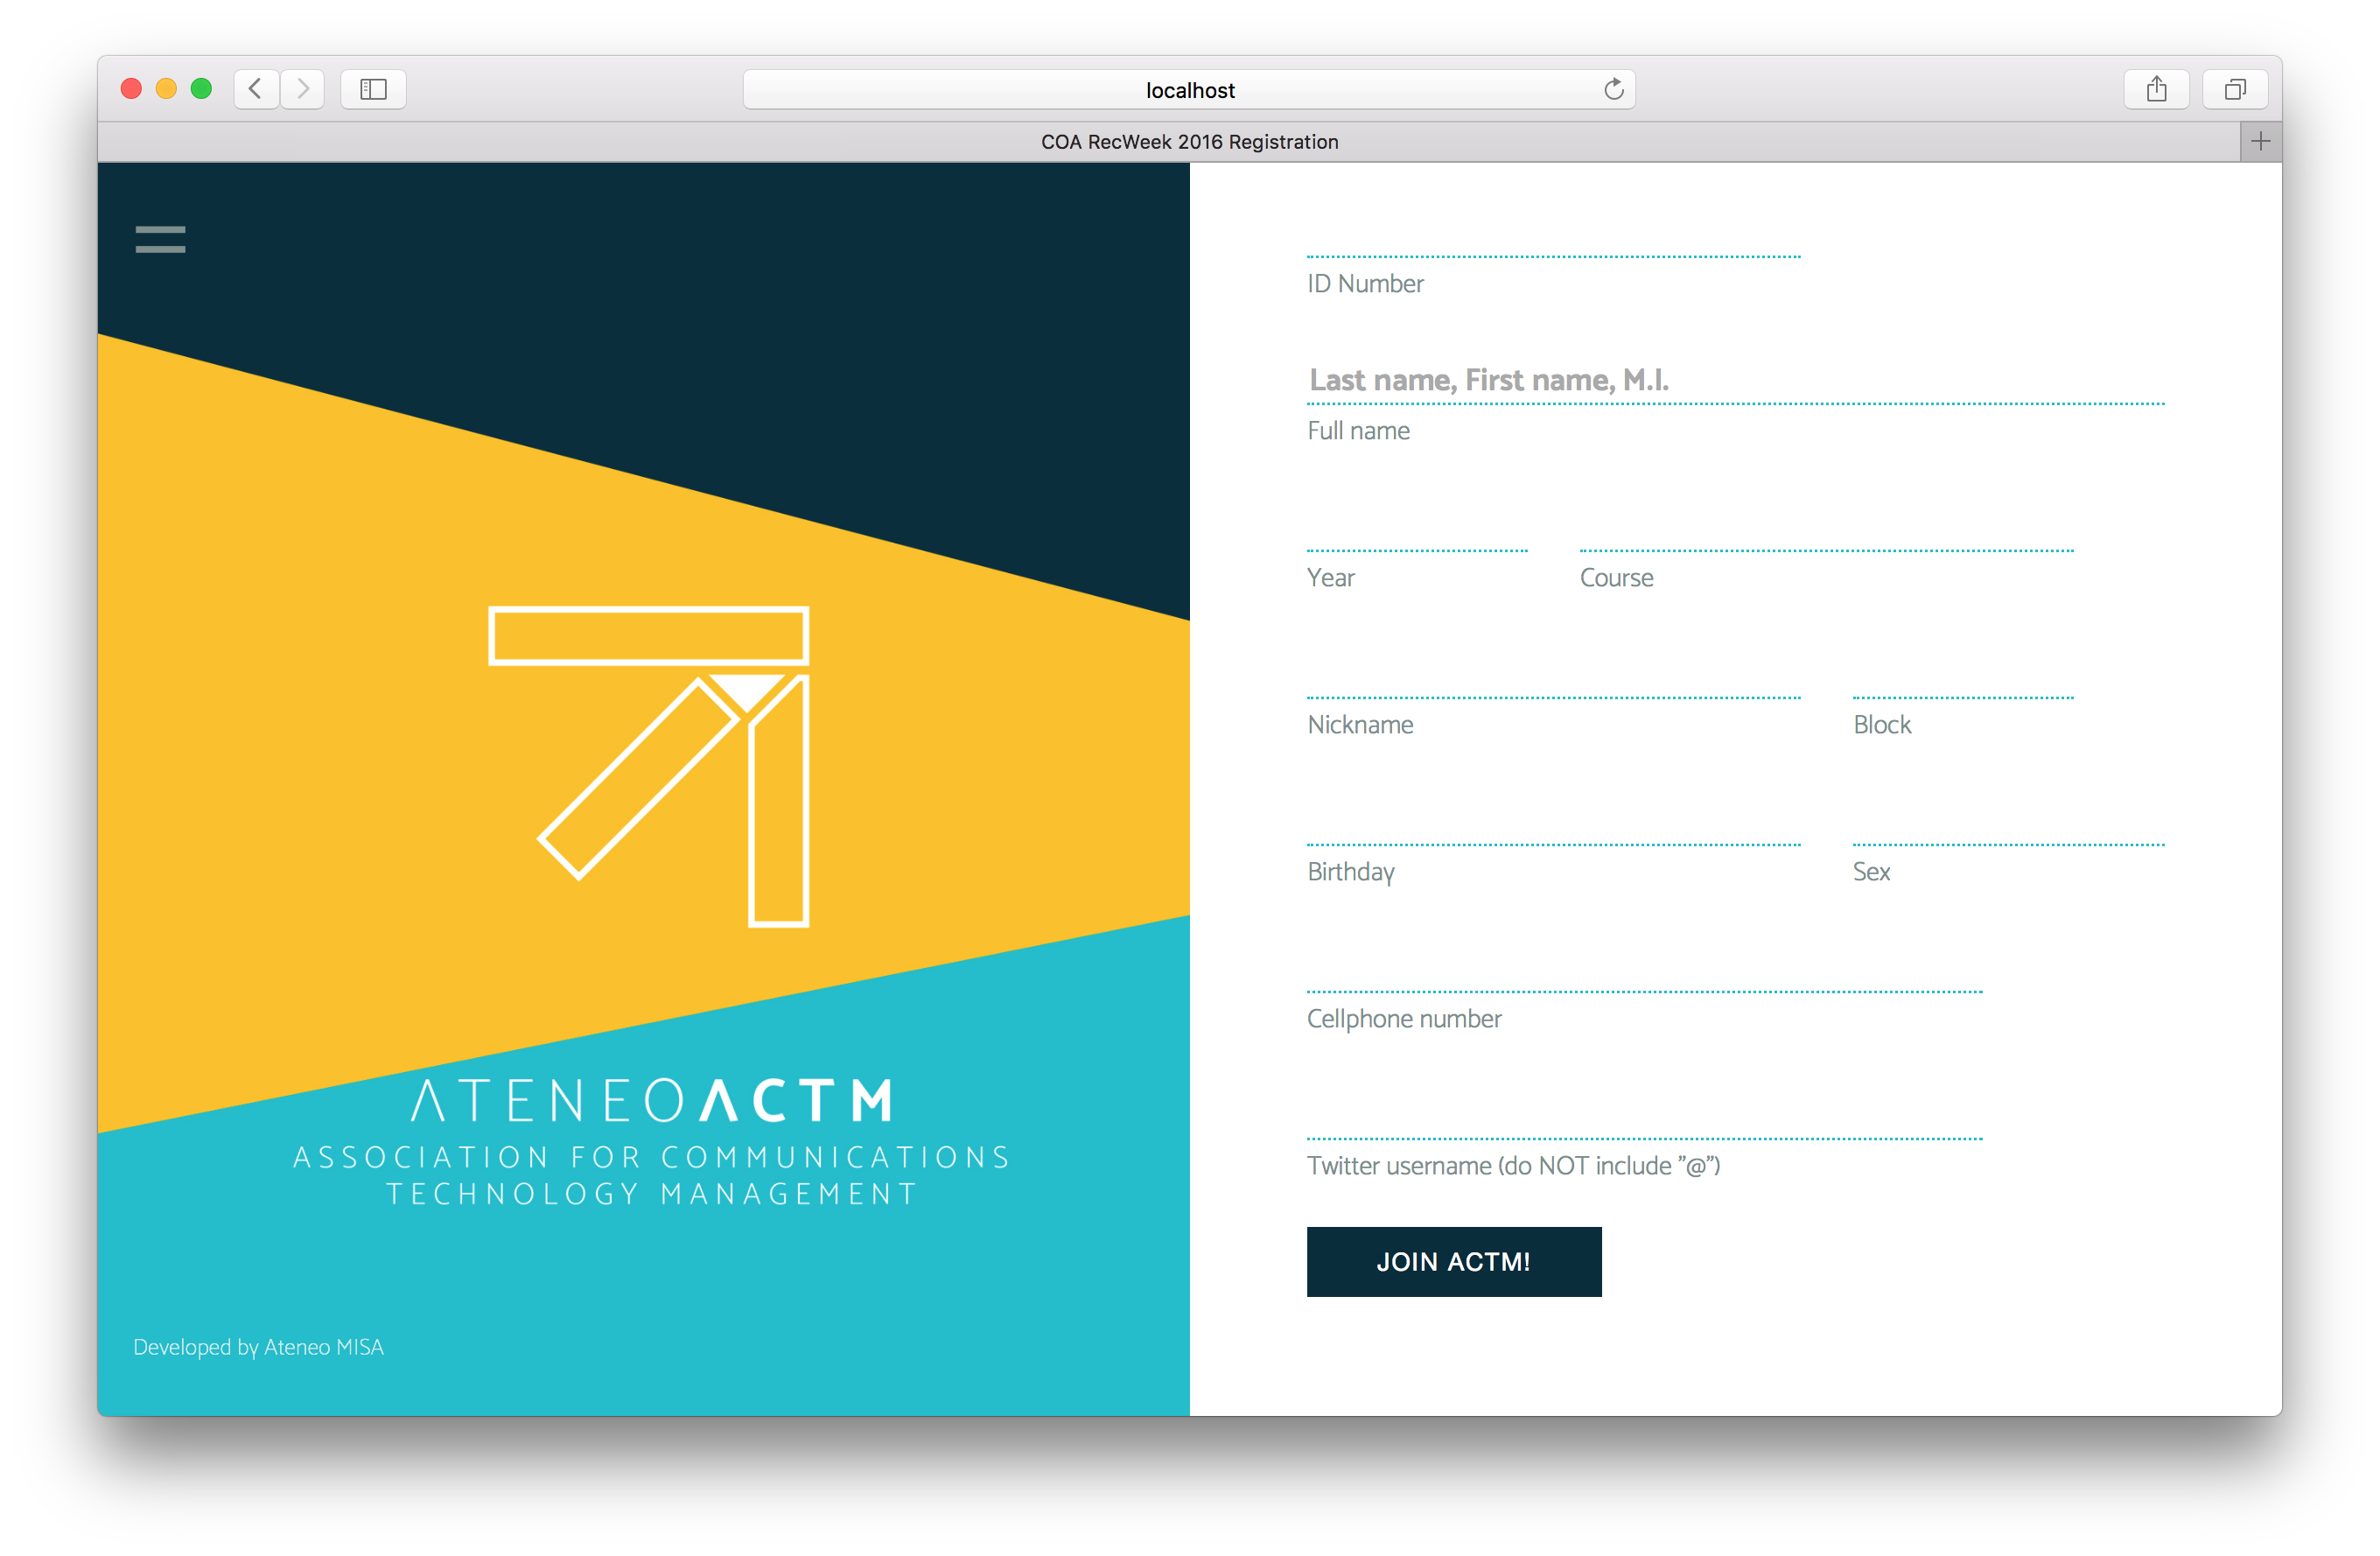 localhost
COA RecWeek 2016 Registration
ATENEOACTM
ASSOCIATION FOR COMMUNICATIONS
TECHNOLOGY MANAGEMENT
Developed by Ateneo MISA
ID Number
Last name, First name, M.I.
Full name
Year Course
Nickname Block
Birthday Sex
Cellphone number
Twitter username (do NOT include ”@”)
JOIN ACTM!